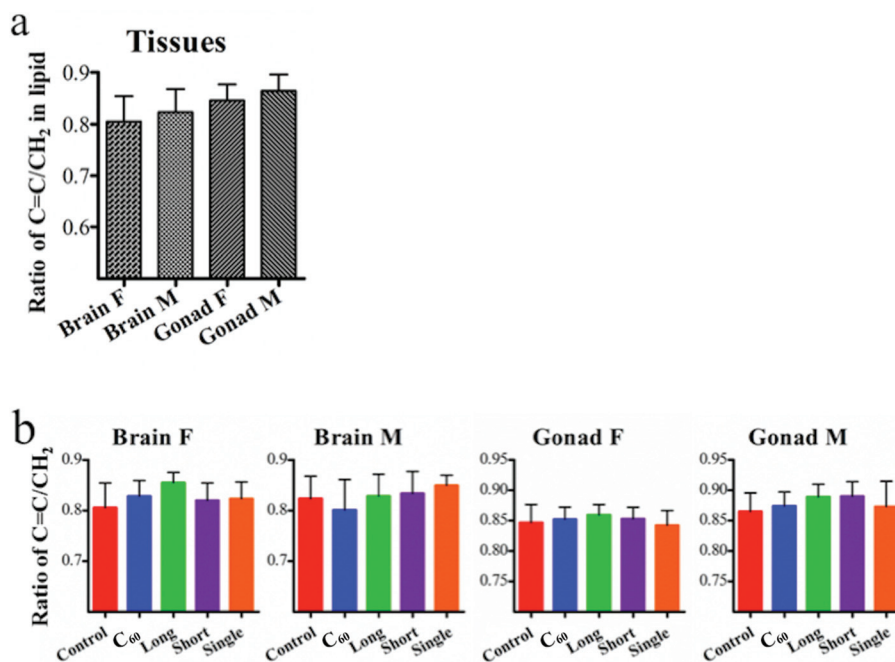 a
Tissues
Ratio of C=C/CH₂ in lipid
0.9
0.8
0.7
0.6
Brain F
Brain M
Gonad F
Gonad M
b
Ratio of C=C/CH₂
Brain F
0.9
0.8
0.7
Control
C₆₀
Long
Short
Single
Brain M
0.9
0.8
0.7
Control
C₆₀
Long
Short
Single
Gonad F
0.95
0.90
0.85
0.80
0.75
Control
C₆₀
Long
Short
Single
Gonad M
0.95
0.90
0.85
0.80
0.75
Control
C₆₀
Long
Short
Single